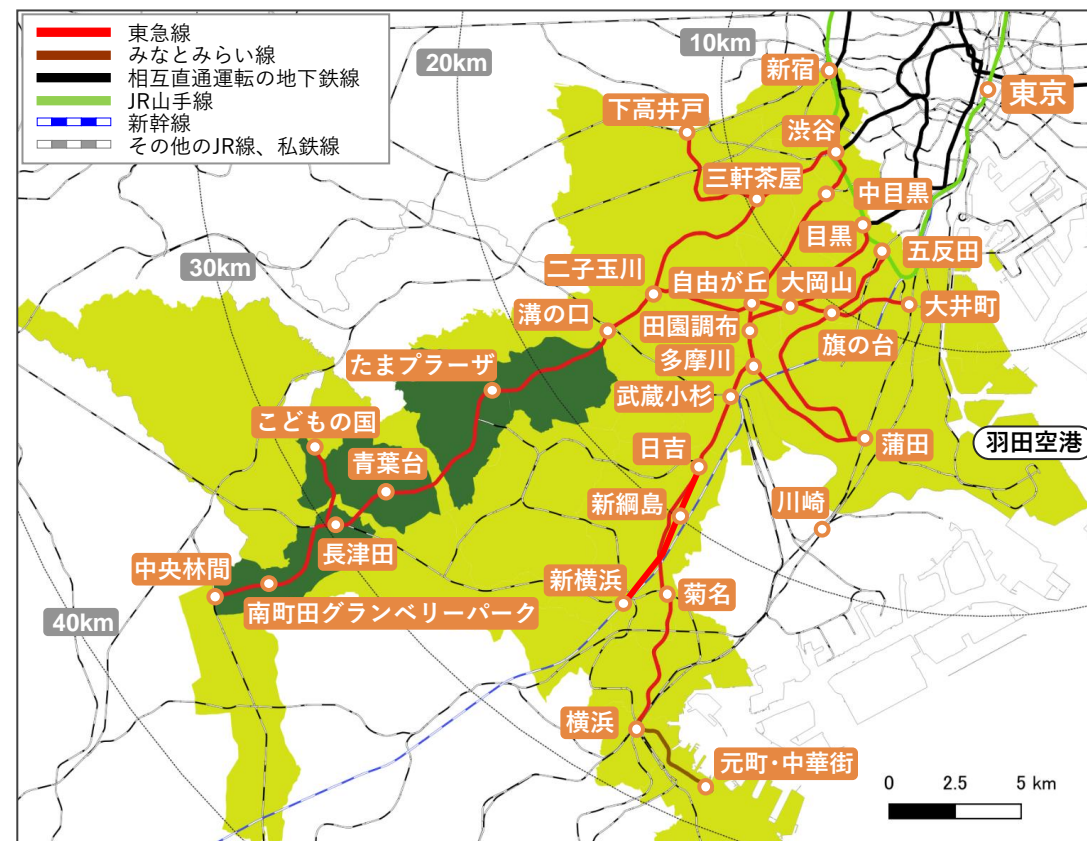 東急線
みなとみらい線
相互直通運転の地下鉄線
JR山手線
新幹線
その他のJR線、私鉄線
10km
20km
新宿
東京
下高井戸
渋谷
三軒茶屋
中目黒
目黒
五反田
30km
二子玉川
自由が丘
大岡山
大井町
溝の口
田園調布
旗の台
たまプラーザ
多摩川
武蔵小杉
こどもの国
日吉
蒲田
羽田空港
青葉台
新綱島
川崎
長津田
中央林間
新横浜
菊名
南町田グランベリーパーク
40km
横浜
元町・中華街
0 2.5 5 km